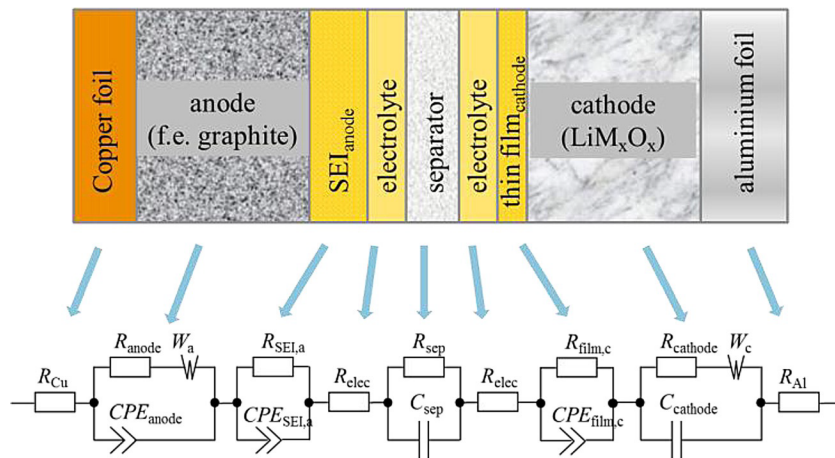 Copper foil
anode
(f.e. graphite)
SEIanode
electrolyte
separator
electrolyte
thin filmcathode
cathode
(LiMxOx)
aluminium foil
RCu
Ranode
Wa
CPEanode
RSEI,a
CPESEI,a
Relec
Rsep
Csep
Relec
Rfilm,c
CPEfilm,c
Rcathode
Wc
Ccathode
RAl